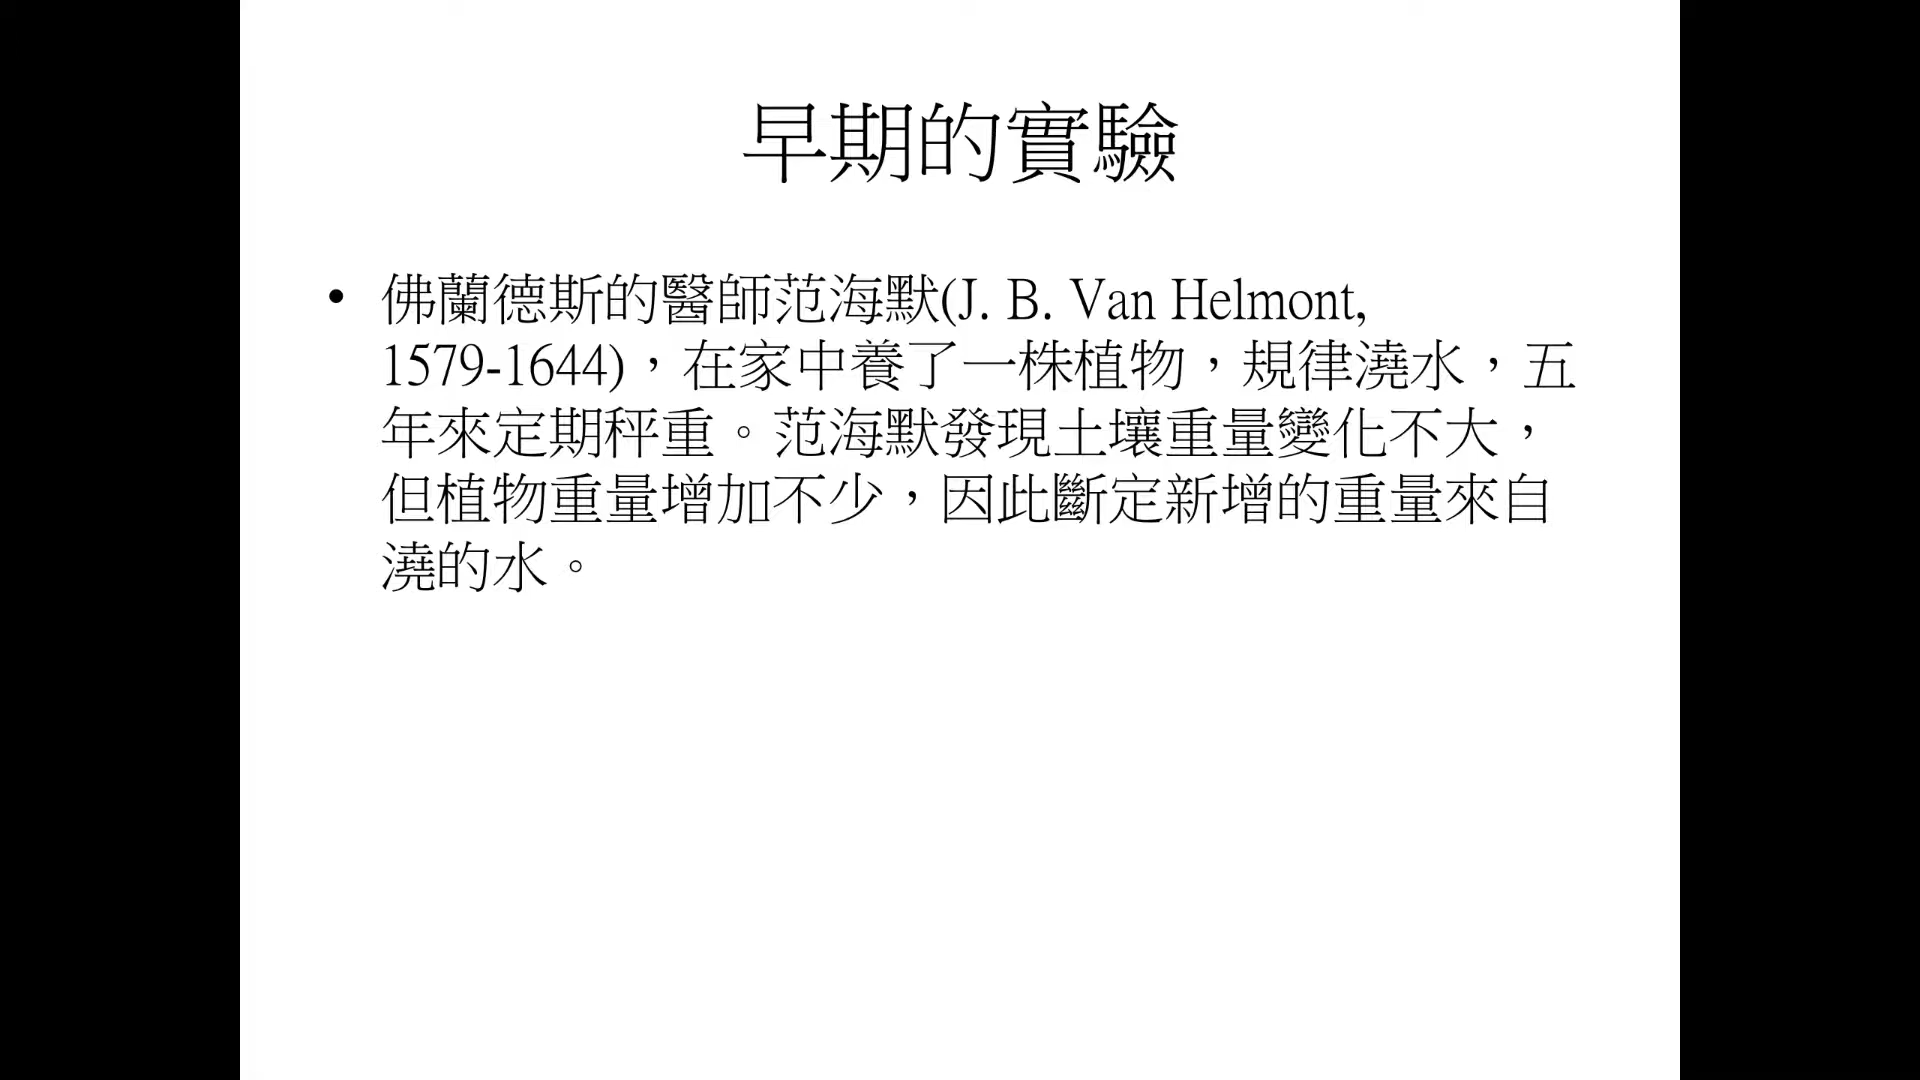 早期的實驗
• 佛蘭德斯的醫師范海默(J. B. Van Helmont,
1579-1644)，在家中養了一株植物，規律澆水，五
年來定期秤重。范海默發現土壤重量變化不大，
但植物重量增加不少，因此斷定新增的重量來自
澆的水。